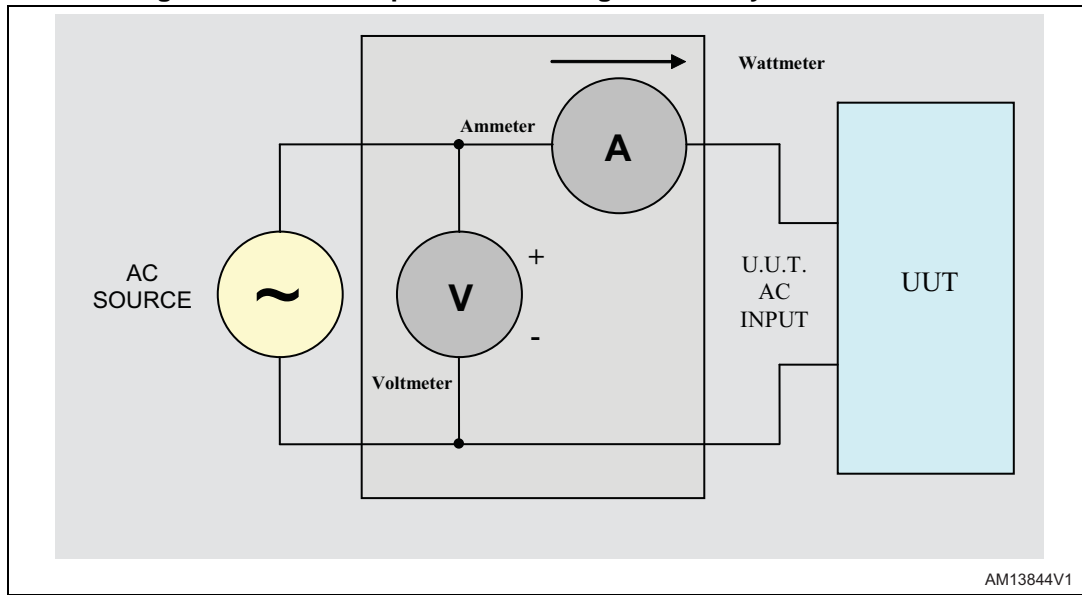 Wattmeter
Ammeter
A
AC
SOURCE
~
V
+
-
U.U.T.
AC
INPUT
UUT
Voltmeter
AM13844V1